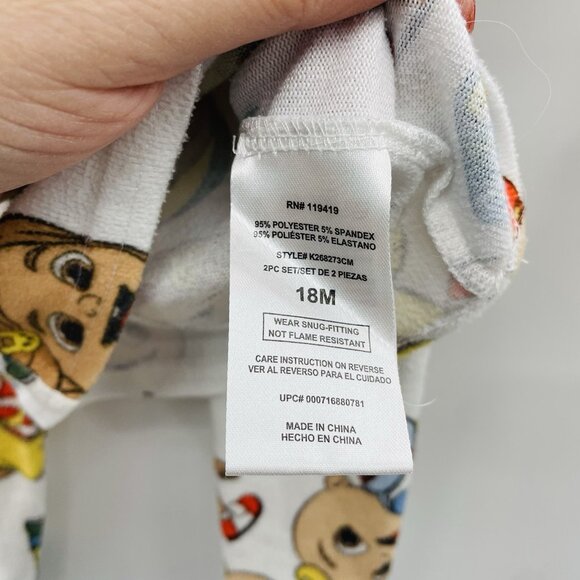 RN# 119419
95% POLYESTER 5% SPANDEX
95% POLIÉSTER 5% ELASTANO
STYLE# K268273CM
2PC SET/SET DE 2 PIEZAS
18M
WEAR SNUG-FITTING
NOT FLAME RESISTANT
CARE INSTRUCTION ON REVERSE
VER AL REVERSO PARA EL CUIDADO
UPC# 000716880781
MADE IN CHINA
HECHO EN CHINA